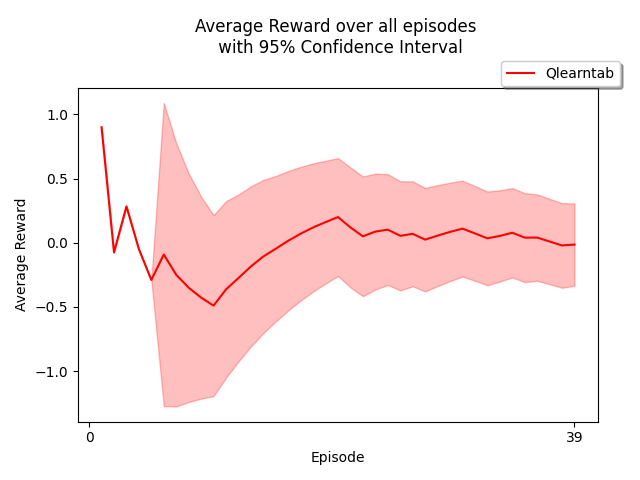 Average Reward over all episodes
with 95% Confidence Interval
Qlearntab
1.0
0.5
0.0
−0.5
−1.0
Average Reward
0
39
Episode